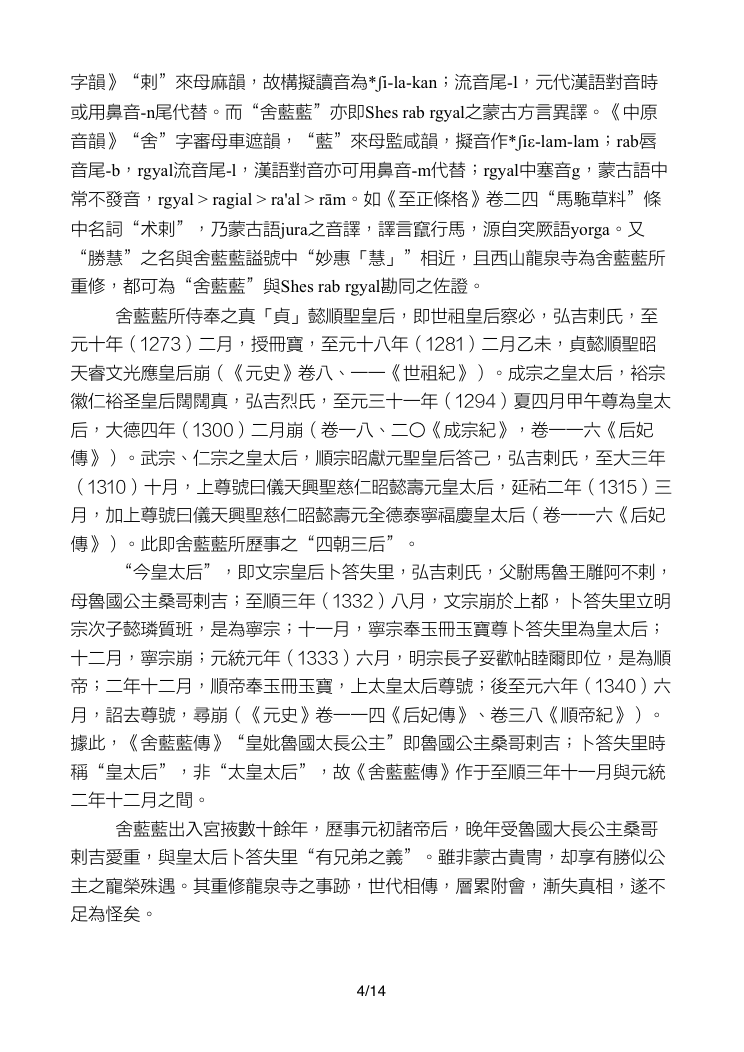 字韻》“剌”來母麻韻，故構擬讀音為*ʃi-la-kan；流音尾-l，元代漢語對音時
或用鼻音-n尾代替。而“舍藍藍”亦即Shes rab rgyal之蒙古方言異譯。《中原
音韻》“舍”字審母車遮韻，“藍”來母監咸韻，擬音作*ʃiɛ-lam-lam；rab唇
音尾-b，rgyal流音尾-l，漢語對音亦可用鼻音-m代替；rgyal中塞音g，蒙古語中
常不發音，rgyal > ragial > ra'al > rām。如《至正條格》卷二四“馬駞草料”條
中名詞“术剌”，乃蒙古語jura之音譯，譯言竄行馬，源自突厥語yorga。又
“勝慧”之名與舍藍藍謚號中“妙惠「慧」”相近，且西山龍泉寺為舍藍藍所
重修，都可為“舍藍藍”與Shes rab rgyal勘同之佐證。
舍藍藍所侍奉之真「貞」懿順聖皇后，即世祖皇后察必，弘吉剌氏，至
元十年（1273）二月，授冊寶，至元十八年（1281）二月乙未，貞懿順聖昭
天睿文光應皇后崩（《元史》卷八、一一《世祖紀》）。成宗之皇太后，裕宗
徽仁裕圣皇后闊闊真，弘吉烈氏，至元三十一年（1294）夏四月甲午尊為皇太
后，大德四年（1300）二月崩（卷一八、二〇《成宗紀》，卷一一六《后妃
傳》）。武宗、仁宗之皇太后，順宗昭獻元聖皇后答己，弘吉剌氏，至大三年
（1310）十月，上尊號曰儀天興聖慈仁昭懿壽元皇太后，延祐二年（1315）三
月，加上尊號曰儀天興聖慈仁昭懿壽元全德泰寧福慶皇太后（卷一一六《后妃
傳》）。此即舍藍藍所歷事之“四朝三后”。
“今皇太后”，即文宗皇后卜答失里，弘吉剌氏，父駙馬魯王雕阿不剌，
母魯國公主桑哥剌吉；至順三年（1332）八月，文宗崩於上都，卜答失里立明
宗次子懿璘質班，是為寧宗；十一月，寧宗奉玉冊玉寶尊卜答失里為皇太后；
十二月，寧宗崩；元統元年（1333）六月，明宗長子妥歡帖睦爾即位，是為順
帝；二年十二月，順帝奉玉冊玉寶，上太皇太后尊號；後至元六年（1340）六
月，詔去尊號，尋崩（《元史》卷一一四《后妃傳》、卷三八《順帝紀》）。
據此，《舍藍藍傳》“皇妣魯國太長公主”即魯國公主桑哥剌吉；卜答失里時
稱“皇太后”，非“太皇太后”，故《舍藍藍傳》作于至順三年十一月與元統
二年十二月之間。
舍藍藍出入宮掖數十餘年，歷事元初諸帝后，晚年受魯國大長公主桑哥
剌吉愛重，與皇太后卜答失里“有兄弟之義”。雖非蒙古貴冑，却享有勝似公
主之寵榮殊遇。其重修龍泉寺之事跡，世代相傳，層累附會，漸失真相，遂不
足為怪矣。
4/14